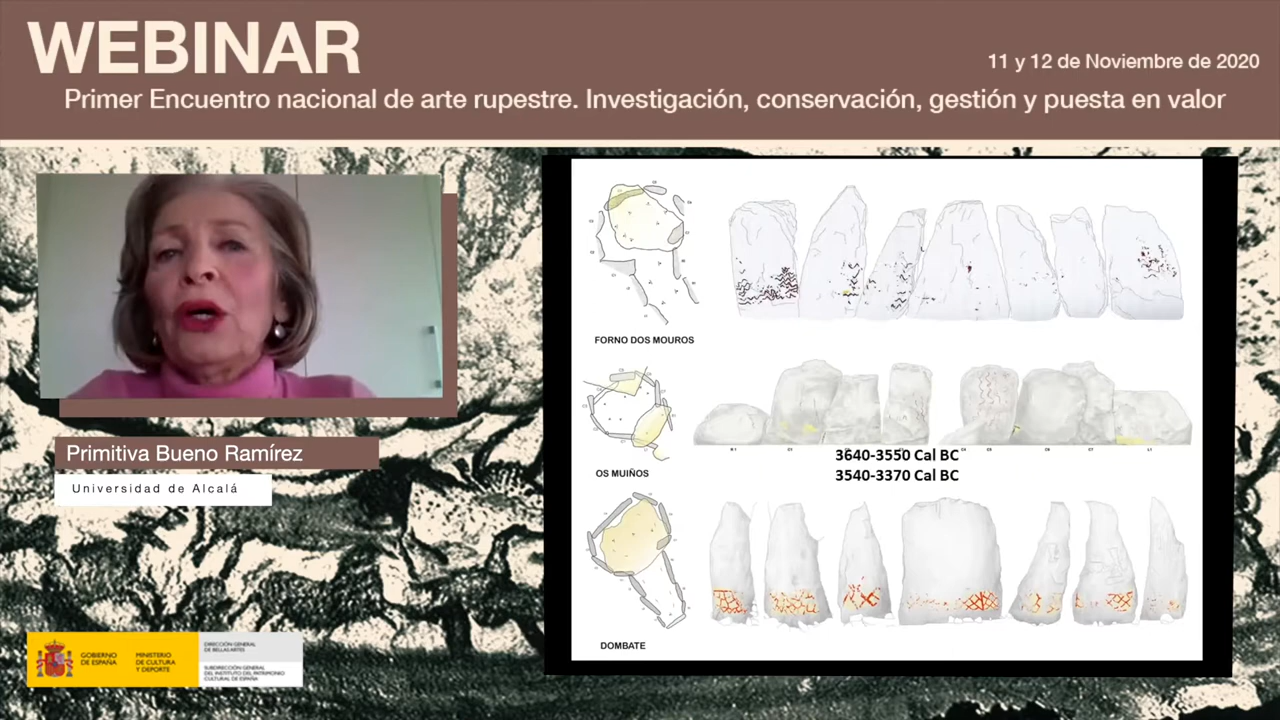 WEBINAR
11 y 12 de Noviembre de 2020
Primer Encuentro nacional de arte rupestre. Investigación, conservación, gestión y puesta en valor
FORNO DOS MOUROS
OS MUIÑOS
3640-3550 Cal BC
3540-3370 Cal BC
DOMBATE
Primitiva Bueno Ramírez
Universidad de Alcalá
GOBIERNO
DE ESPAÑA
MINISTERIO
DE CULTURA
Y DEPORTE
DIRECCIÓN GENERAL
DE BELLAS ARTES
SUBDIRECCIÓN GENERAL
DEL INSTITUTO DEL PATRIMONIO
CULTURAL DE ESPAÑA